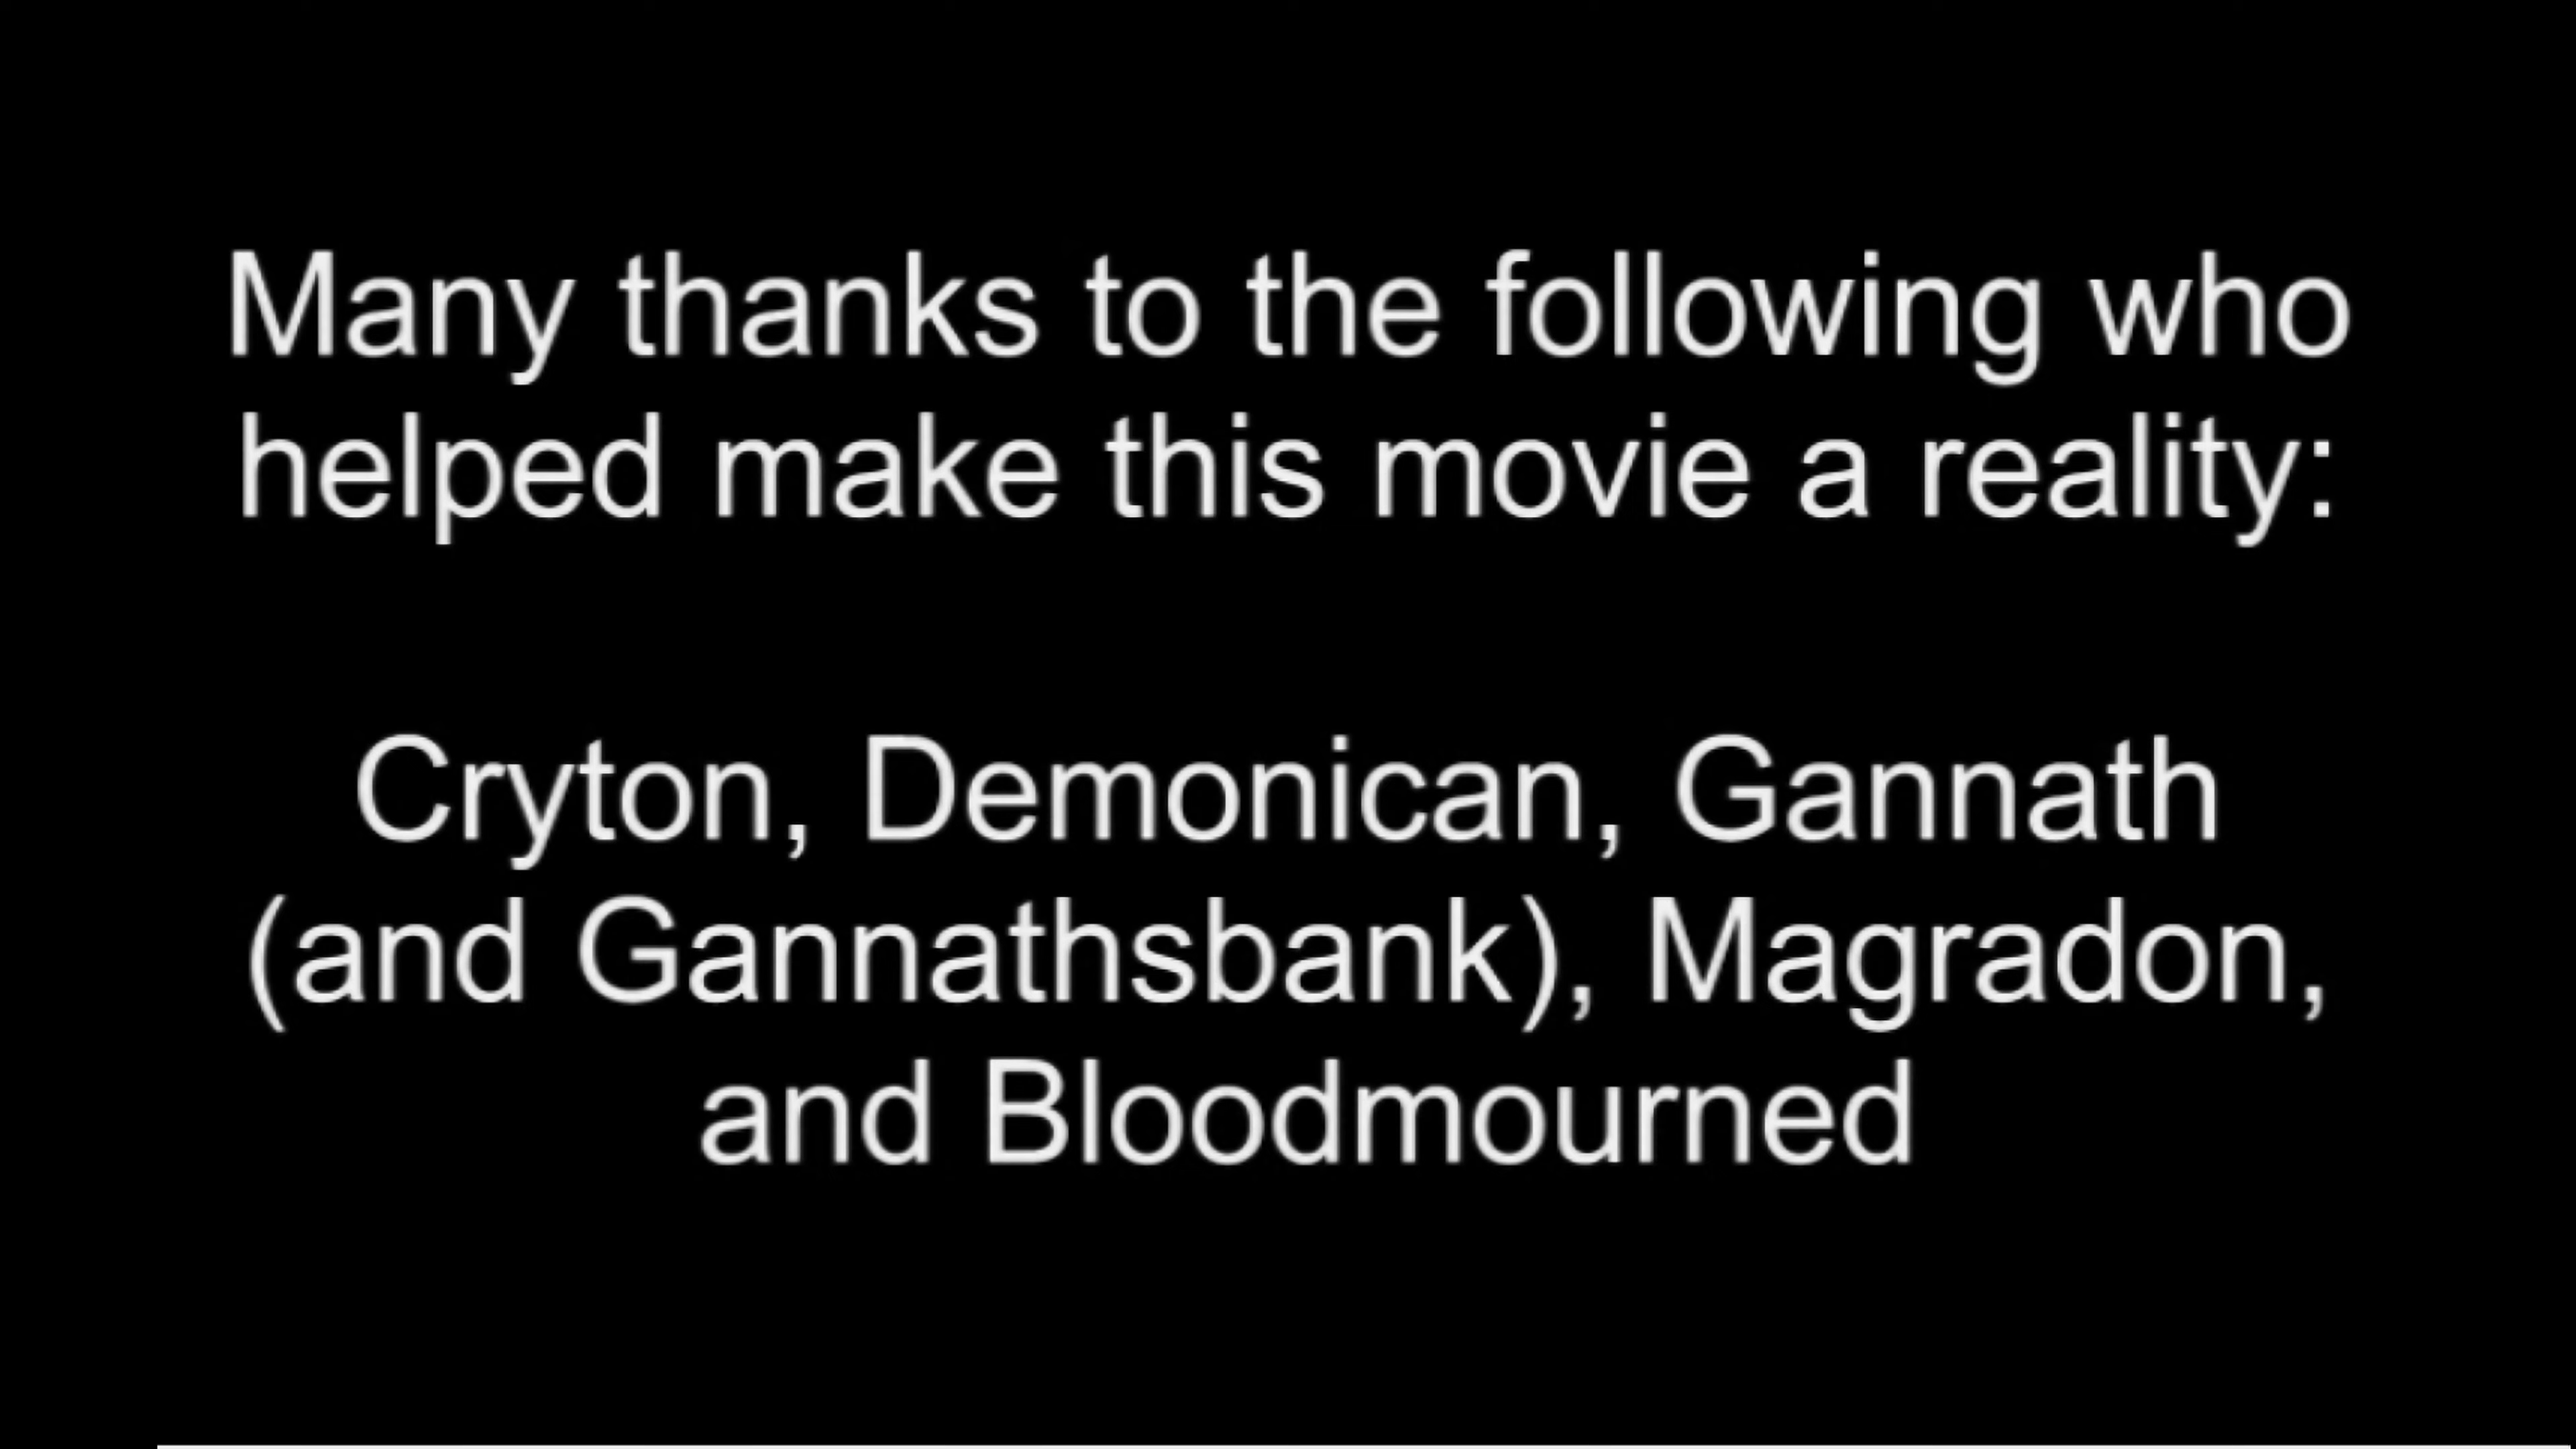 Many thanks to the following who
helped make this movie a reality:
Cryton, Demonican, Gannath
(and Gannathsbank), Magradon,
and Bloodmourned